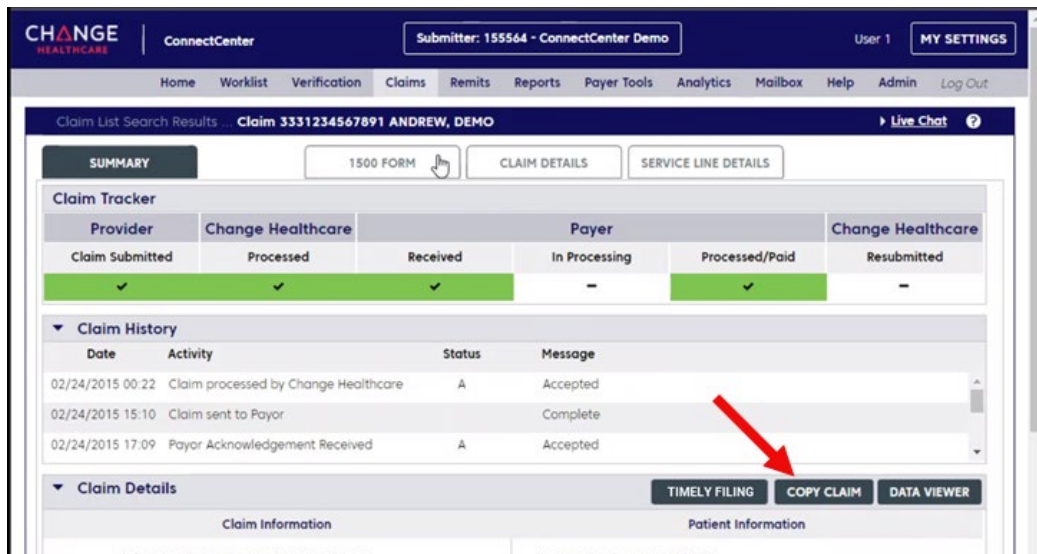 CHANGE HEALTHCARE
ConnectCenter
Submitter: 155564 - ConnectCenter Demo
User 1
MY SETTINGS
Home Worklist Verification Claims Remits Reports Payer Tools Analytics Mailbox Help Admin Log Out
Claim List Search Results ... Claim 3331234567891 ANDREW, DEMO
Live Chat ?
SUMMARY 1500 FORM CLAIM DETAILS SERVICE LINE DETAILS
Claim Tracker
Provider Change Healthcare Payer Change Healthcare
Claim Submitted Processed Received In Processing Processed/Paid Resubmitted
Claim History
Date Activity Status Message
02/24/2015 00:22 Claim processed by Change Healthcare A Accepted
02/24/2015 15:10 Claim sent to Payor Complete
02/24/2015 17:09 Payor Acknowledgement Received A Accepted
Claim Details TIMELY FILING COPY CLAIM DATA VIEWER
Claim Information Patient Information